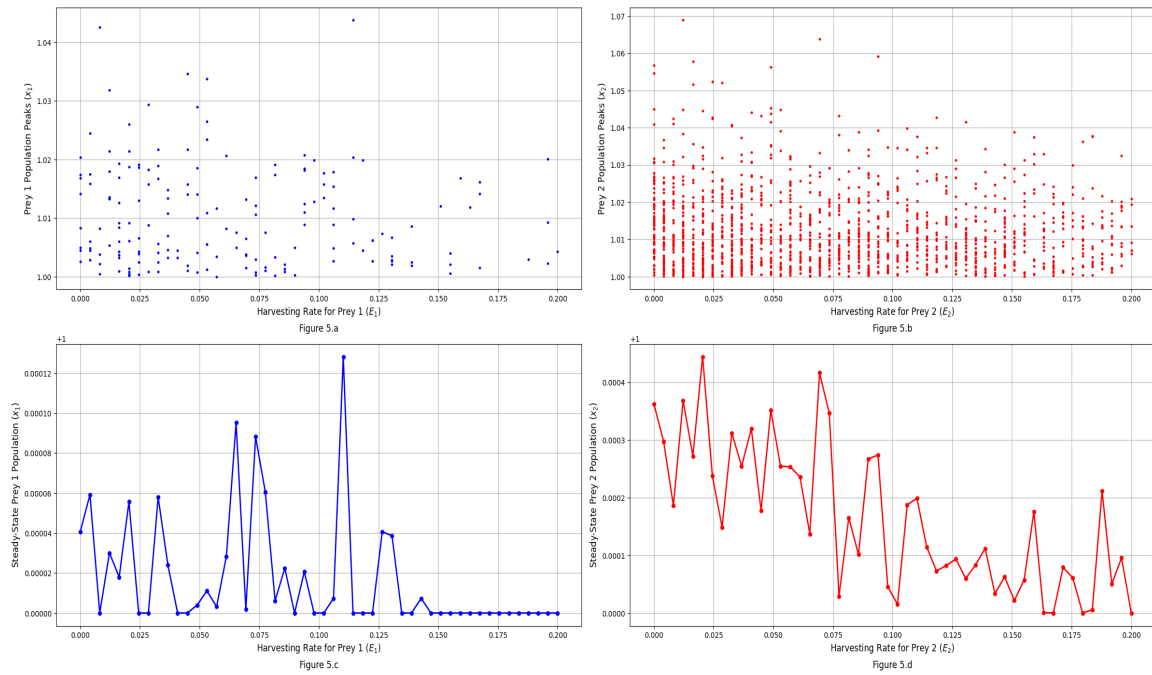 1.04
1.03
1.02
1.01
1.00
Prey 1 Population Peaks (x₁)
0.000 0.025 0.050 0.075 0.100 0.125 0.150 0.175 0.200
Harvesting Rate for Prey 1 (E₁)
Figure 5.a
1.07
1.06
1.05
1.04
1.03
1.02
1.01
1.00
Prey 2 Population Peaks (x₂)
0.000 0.025 0.050 0.075 0.100 0.125 0.150 0.175 0.200
Harvesting Rate for Prey 2 (E₂)
Figure 5.b
+1
0.00012
0.00010
0.00008
0.00006
0.00004
0.00002
0.00000
Steady-State Prey 1 Population (x₁)
0.000 0.025 0.050 0.075 0.100 0.125 0.150 0.175 0.200
Harvesting Rate for Prey 1 (E₁)
Figure 5.c
+1
0.0004
0.0003
0.0002
0.0001
0.0000
Steady-State Prey 2 Population (x₂)
0.000 0.025 0.050 0.075 0.100 0.125 0.150 0.175 0.200
Harvesting Rate for Prey 2 (E₂)
Figure 5.d